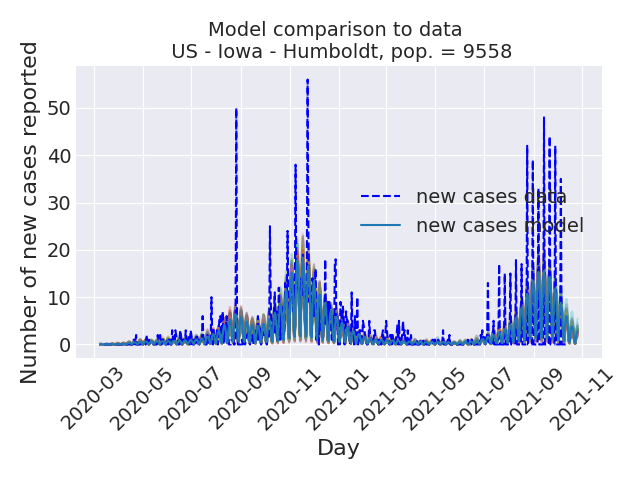 Model comparison to data
US - Iowa - Humboldt, pop. = 9558
Number of new cases reported
50
40
30
20
10
0
new cases data
new cases model
2020-03
2020-05
2020-07
2020-09
2020-11
2021-01
2021-03
2021-05
2021-07
2021-09
2021-11
Day